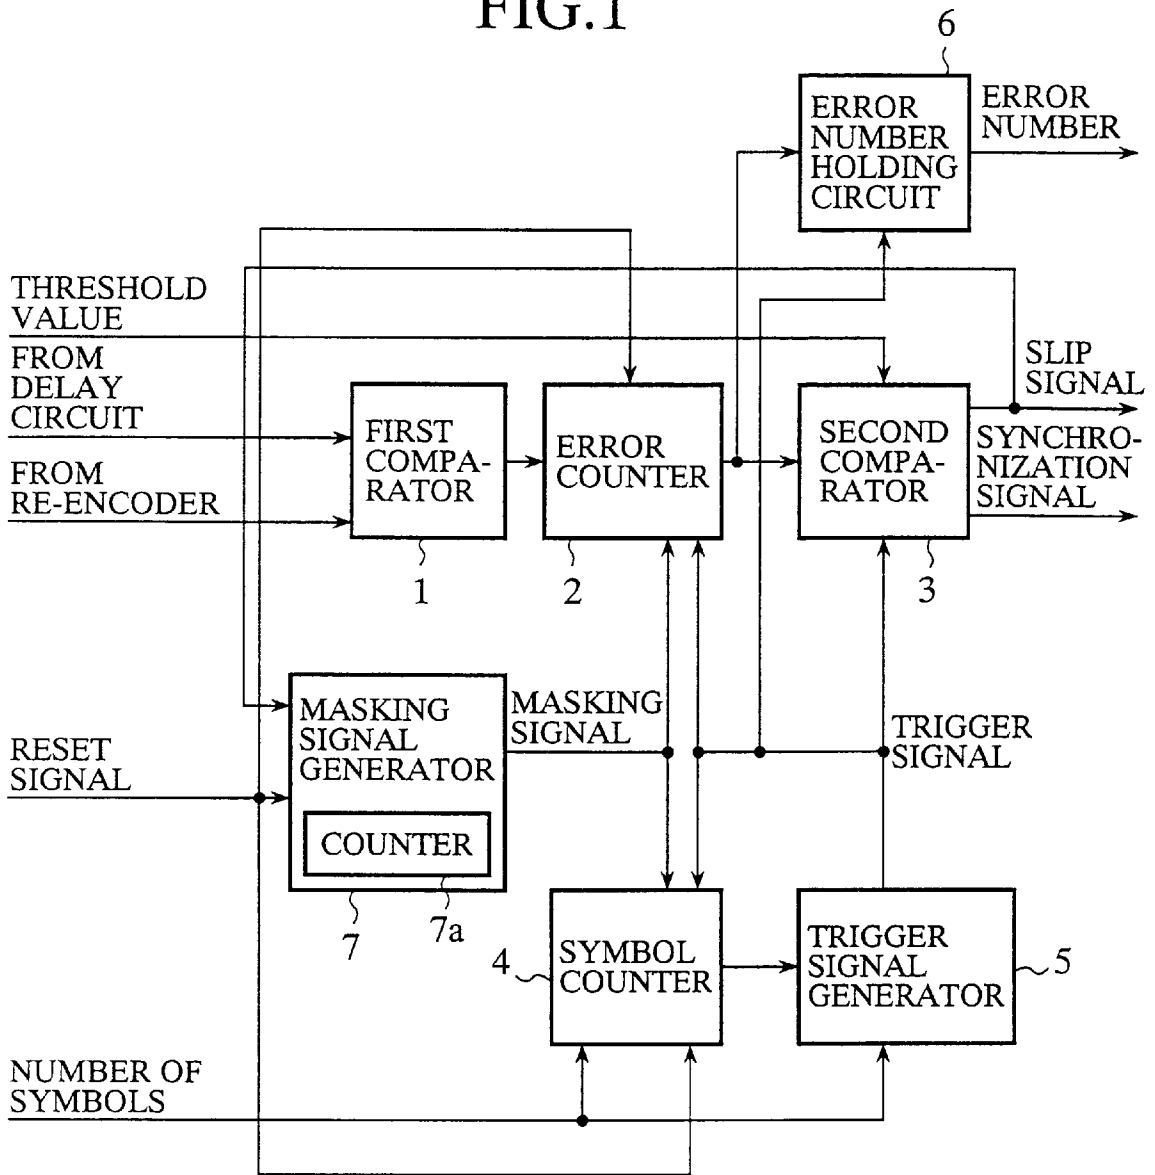 FIG.1
6
ERROR
NUMBER
HOLDING
CIRCUIT
ERROR
NUMBER
THRESHOLD
VALUE
FROM
DELAY
CIRCUIT
FROM
RE-ENCODER
FIRST
COMPA-
RATOR
1
ERROR
COUNTER
2
SECOND
COMPA-
RATOR
3
SLIP
SIGNAL
SYNCHRO-
NIZATION
SIGNAL
RESET
SIGNAL
MASKING
SIGNAL
GENERATOR
COUNTER
7
7a
MASKING
SIGNAL
TRIGGER
SIGNAL
4
SYMBOL
COUNTER
TRIGGER
SIGNAL
GENERATOR
5
NUMBER OF
SYMBOLS